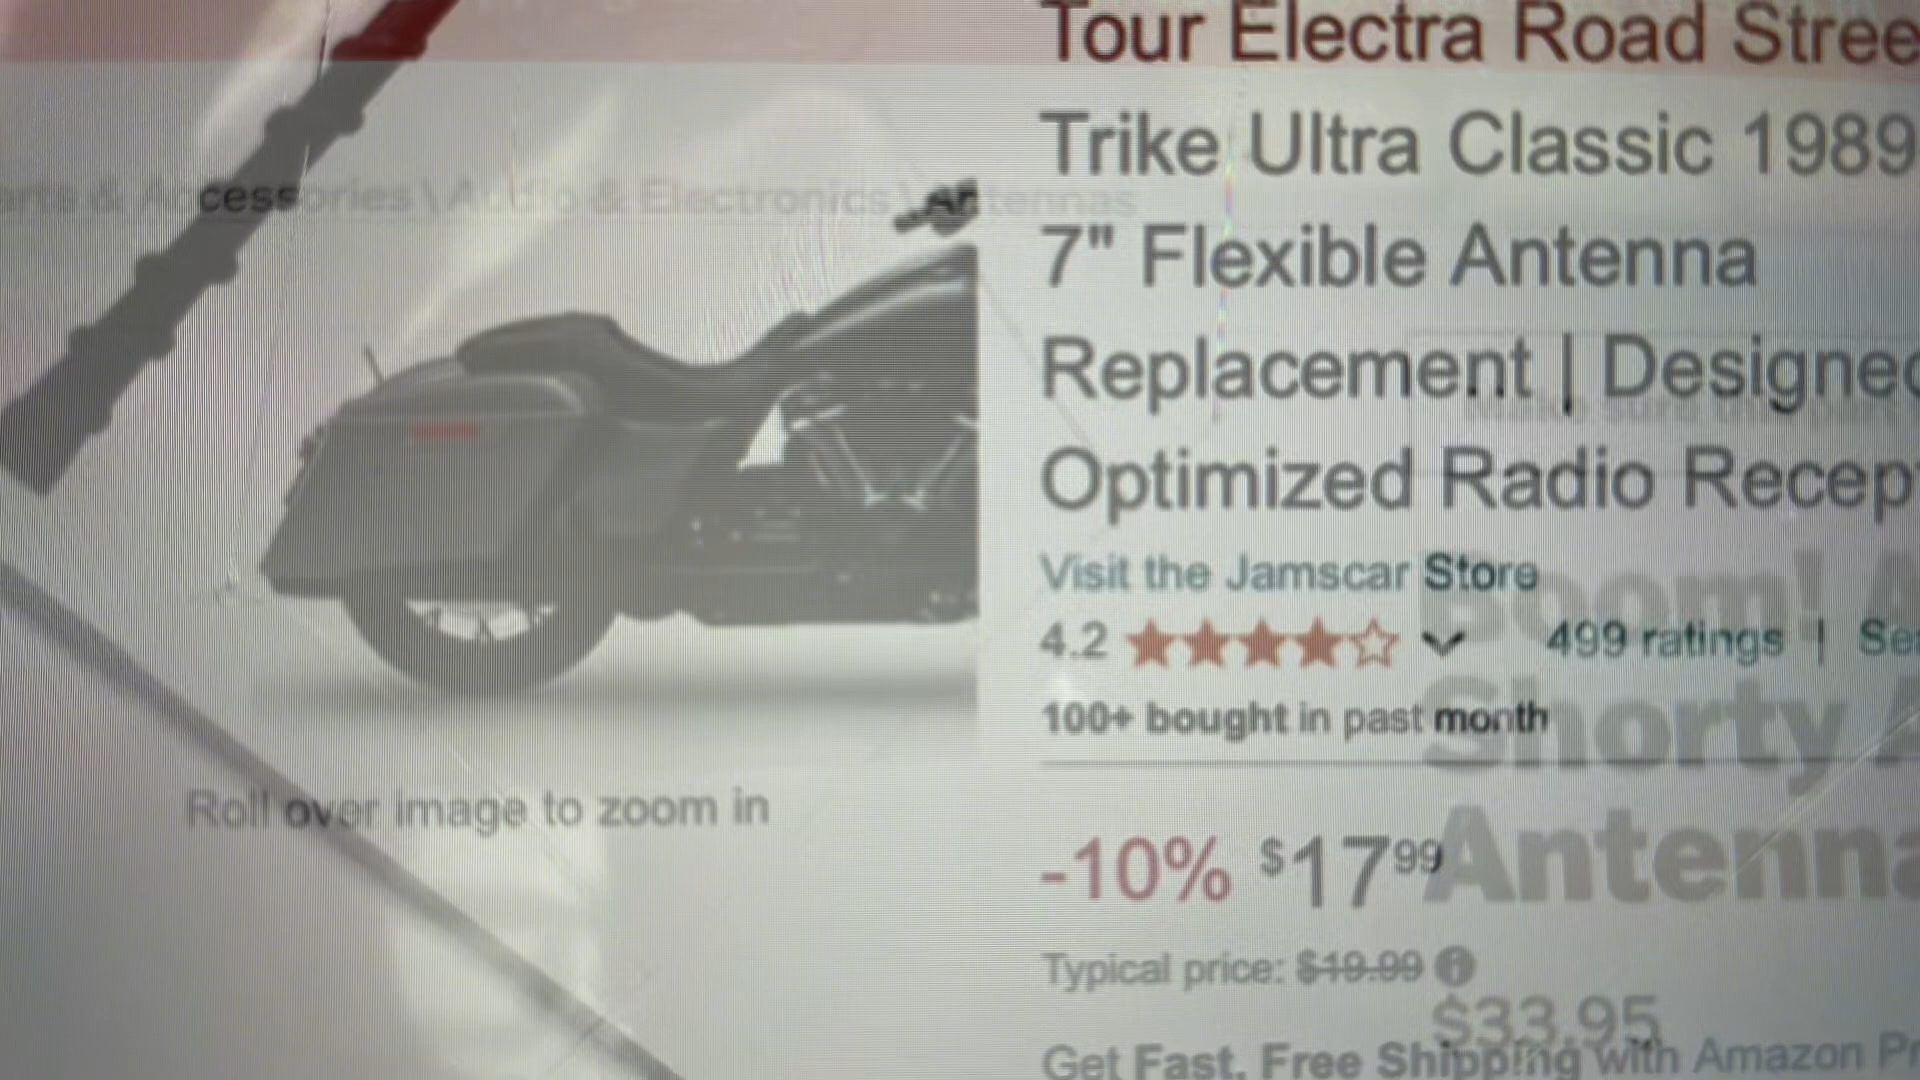 Tour Electra Road Stree
Trike Ultra Classic 1989
arts & Accessories \ Audio & Electronics \ Antennas
7" Flexible Antenna
Replacement | Designed
Optimized Radio Recep
Visit the Jamscar Store
Boom! A
4.2 499 ratings | Se
Shorty A
100+ bought in past month
Roll over image to zoom in
-10% $17 99
Antenna
Typical price: $19.99
$33.95
Get Fast, Free Shipping with Amazon Pr